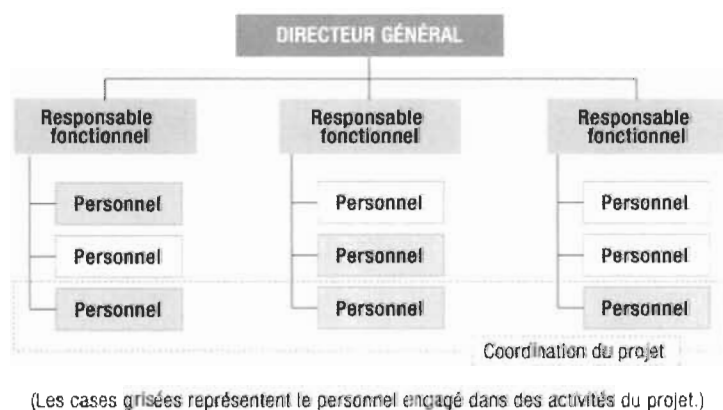 DIRECTEUR GÉNÉRAL
Responsable
fonctionnel
Responsable
fonctionnel
Responsable
fonctionnel
Personnel
Personnel
Personnel
Personnel
Personnel
Personnel
Personnel
Personnel
Personnel
Coordination du projet
(Les cases grisées représentent le personnel engagé dans des activités du projet.)